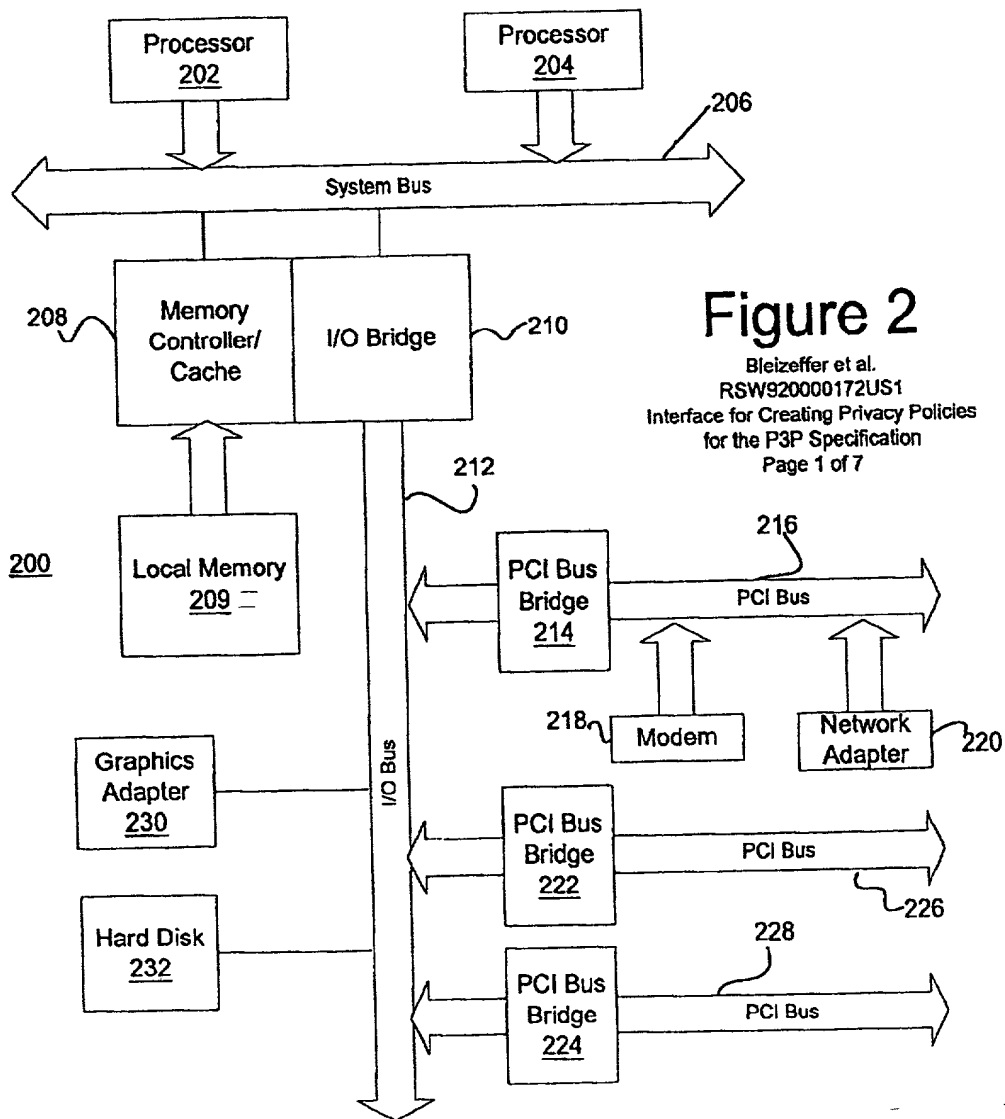 Processor
202
Processor
204
206
System Bus
208
Memory
Controller/
Cache
I/O Bridge
210
Figure 2
Bleizeffer et al.
RSW920000172US1
Interface for Creating Privacy Policies
for the P3P Specification
Page 1 of 7
212
200
Local Memory
209
216
PCI Bus
Bridge
214
PCI Bus
218
Modem
Network
Adapter
220
Graphics
Adapter
230
I/O Bus
PCI Bus
Bridge
222
PCI Bus
226
Hard Disk
232
228
PCI Bus
Bridge
224
PCI Bus